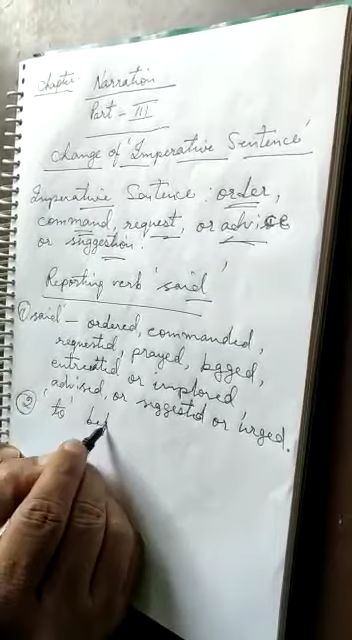 Chapter Narration
Part - III
Change of 'Imperative Sentence'
Imperative Sentence : order,
command, request, or advice
or suggestion.
Reporting verb 'said'
① said' – ordered, commanded,
requested, prayed, begged,
entreated or implored
advised, or suggested or urged.
② 'to'